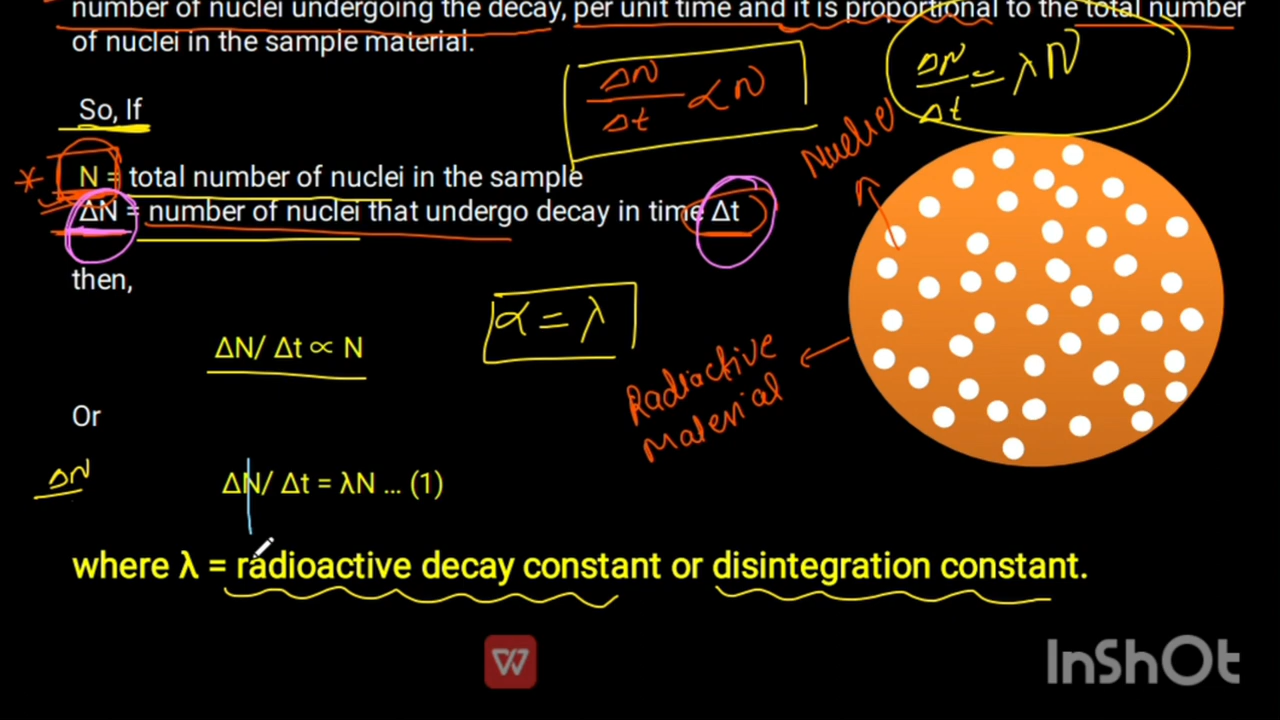 number of nuclei undergoing the decay, per unit time and it is proportional to the total number
of nuclei in the sample material.
ΔN/Δt ∝ N
ΔN/Δt = λN
So, If
Nuclei
* N = total number of nuclei in the sample
ΔN = number of nuclei that undergo decay in time Δt
then,
∝ = λ
ΔN/ Δt ∝ N
Radiactive
material
Or
ΔN
ΔN/ Δt = λN ... (1)
where λ = radioactive decay constant or disintegration constant.
W
InShOt